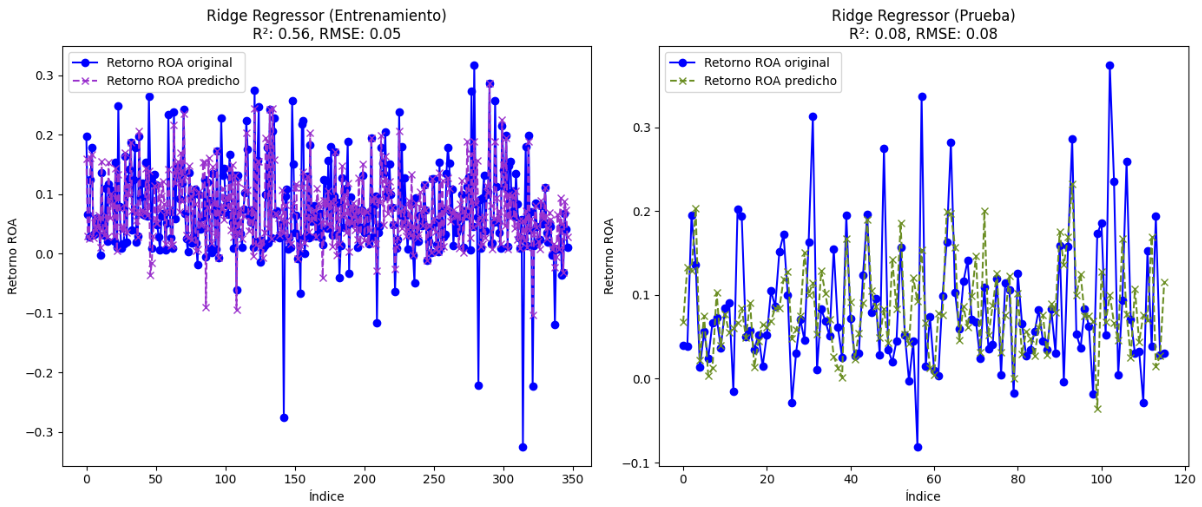 Ridge Regressor (Entrenamiento)
R²: 0.56, RMSE: 0.05
Retorno ROA original
Retorno ROA predicho
Retorno ROA
0.3
0.2
0.1
0.0
−0.1
−0.2
−0.3
0 50 100 150 200 250 300 350
Índice
Ridge Regressor (Prueba)
R²: 0.08, RMSE: 0.08
Retorno ROA original
Retorno ROA predicho
Retorno ROA
0.3
0.2
0.1
0.0
−0.1
0 20 40 60 80 100 120
Índice